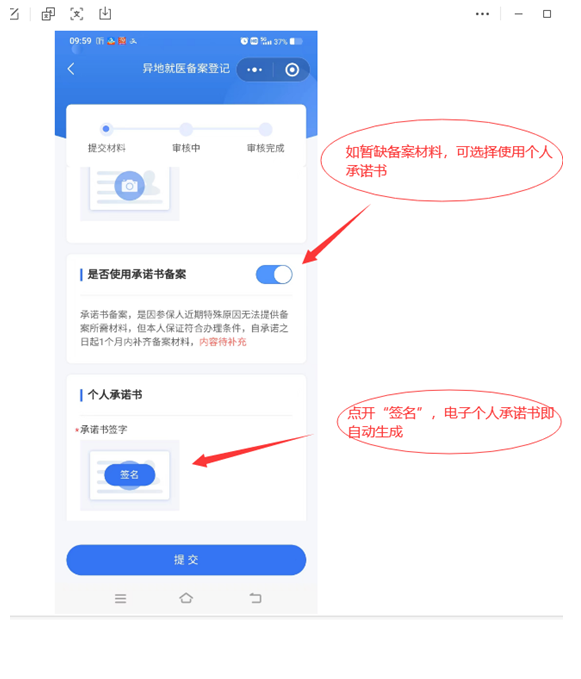 09:59
37%
异地就医备案登记
提交材料
审核中
审核完成
如暂缺备案材料，可选择使用个人
承诺书
是否使用承诺书备案
承诺书备案，是因参保人近期特殊原因无法提供备
案所需材料，但本人保证符合办理条件，自承诺之
日起1个月内补齐备案材料，内容待补充
个人承诺书
点开“签名”，电子个人承诺书即
自动生成
*承诺书签字
签名
提交